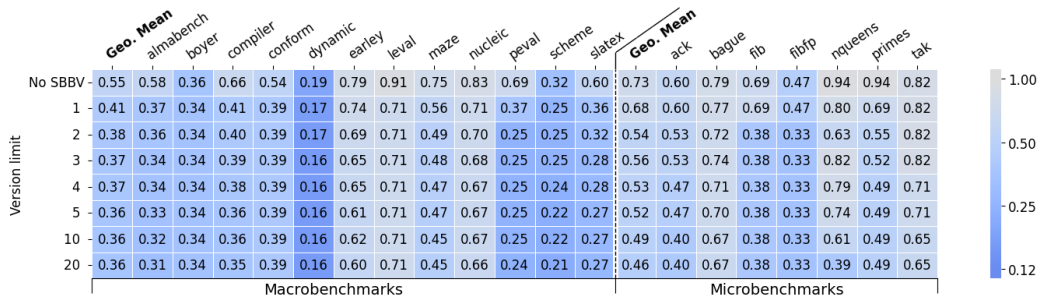 Geo. Mean almabench boyer compiler conform dynamic earley leval maze nucleic peval scheme slatex Geo. Mean ack bague fib fibfp nqueens primes tak
No SBBV 0.55 0.58 0.36 0.66 0.54 0.19 0.79 0.91 0.75 0.83 0.69 0.32 0.60 0.73 0.60 0.79 0.69 0.47 0.94 0.94 0.82
1 0.41 0.37 0.34 0.41 0.39 0.17 0.74 0.71 0.56 0.71 0.37 0.25 0.36 0.68 0.60 0.77 0.69 0.47 0.80 0.69 0.82
2 0.38 0.36 0.34 0.40 0.39 0.17 0.69 0.71 0.49 0.70 0.25 0.25 0.32 0.54 0.53 0.72 0.38 0.33 0.63 0.55 0.82
3 0.37 0.34 0.34 0.39 0.39 0.16 0.65 0.71 0.48 0.68 0.25 0.25 0.28 0.56 0.53 0.74 0.38 0.33 0.82 0.52 0.82
4 0.37 0.34 0.34 0.38 0.39 0.16 0.65 0.71 0.47 0.67 0.25 0.24 0.28 0.53 0.47 0.71 0.38 0.33 0.79 0.49 0.71
5 0.36 0.33 0.34 0.36 0.39 0.16 0.61 0.71 0.47 0.67 0.25 0.22 0.27 0.52 0.47 0.70 0.38 0.33 0.74 0.49 0.71
10 0.36 0.32 0.34 0.36 0.39 0.16 0.62 0.71 0.45 0.67 0.25 0.22 0.27 0.49 0.40 0.67 0.38 0.33 0.61 0.49 0.65
20 0.36 0.31 0.34 0.35 0.39 0.16 0.60 0.71 0.45 0.66 0.24 0.21 0.27 0.46 0.40 0.67 0.38 0.33 0.39 0.49 0.65
Version limit
Macrobenchmarks Microbenchmarks
1.00
0.50
0.25
0.12